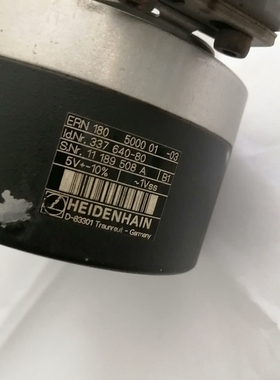 ERN 180 5000 01 -03
Id.Nr. 337 640-80
S.Nr. 11 189 508 A
5V+-10% ~1Vss B1
HEIDENHAIN
D-83301 Traunreut - Germany